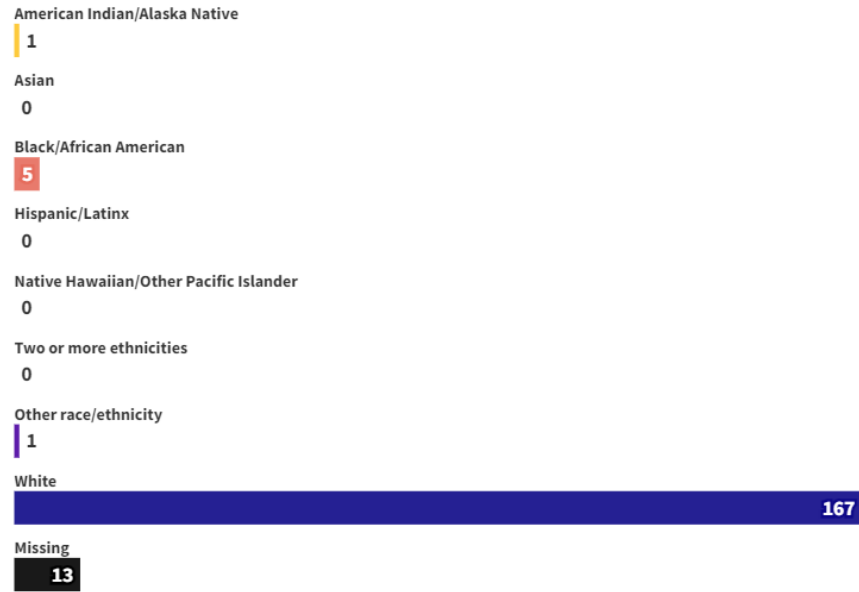 American Indian/Alaska Native
1
Asian
0
Black/African American
5
Hispanic/Latinx
0
Native Hawaiian/Other Pacific Islander
0
Two or more ethnicities
0
Other race/ethnicity
1
White
167
Missing
13